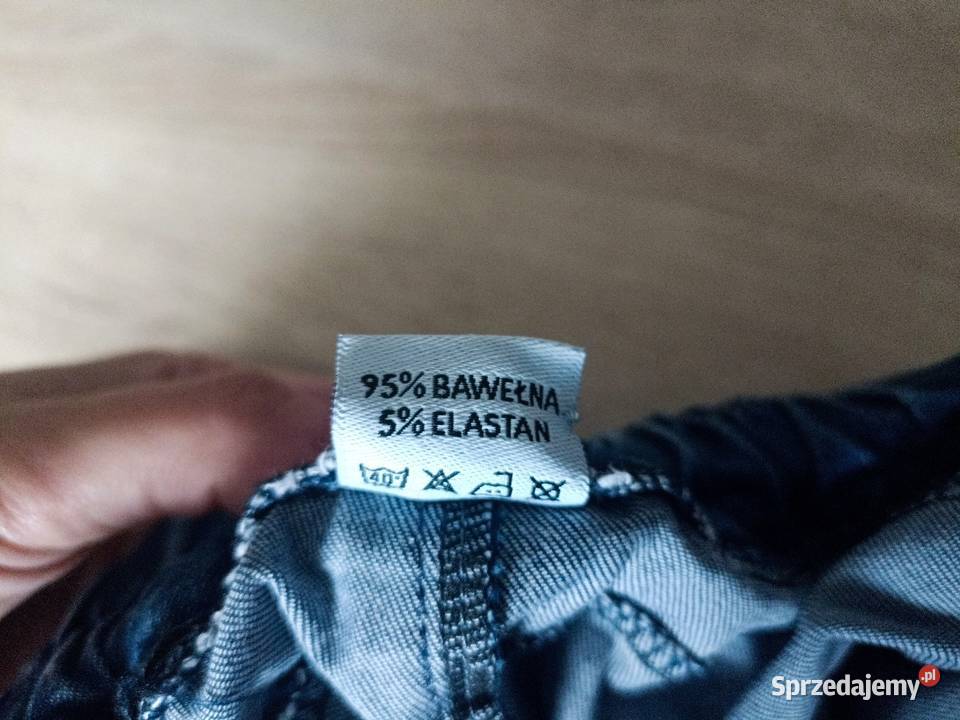 95% BAWEŁNA
5% ELASTAN
40°
Sprzedajemy.pl